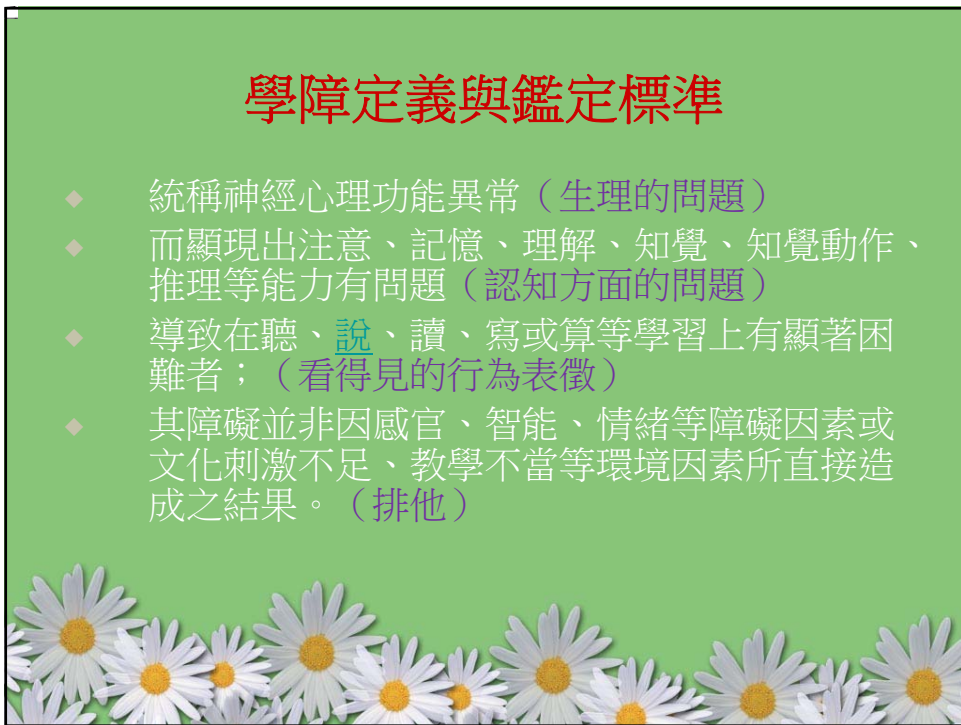 學障定義與鑑定標準
統稱神經心理功能異常（生理的問題）
而顯現出注意、記憶、理解、知覺、知覺動作、
推理等能力有問題（認知方面的問題）
導致在聽、說、讀、寫或算等學習上有顯著困
難者；（看得見的行為表徵）
其障礙並非因感官、智能、情緒等障礙因素或
文化刺激不足、教學不當等環境因素所直接造
成之結果。（排他）